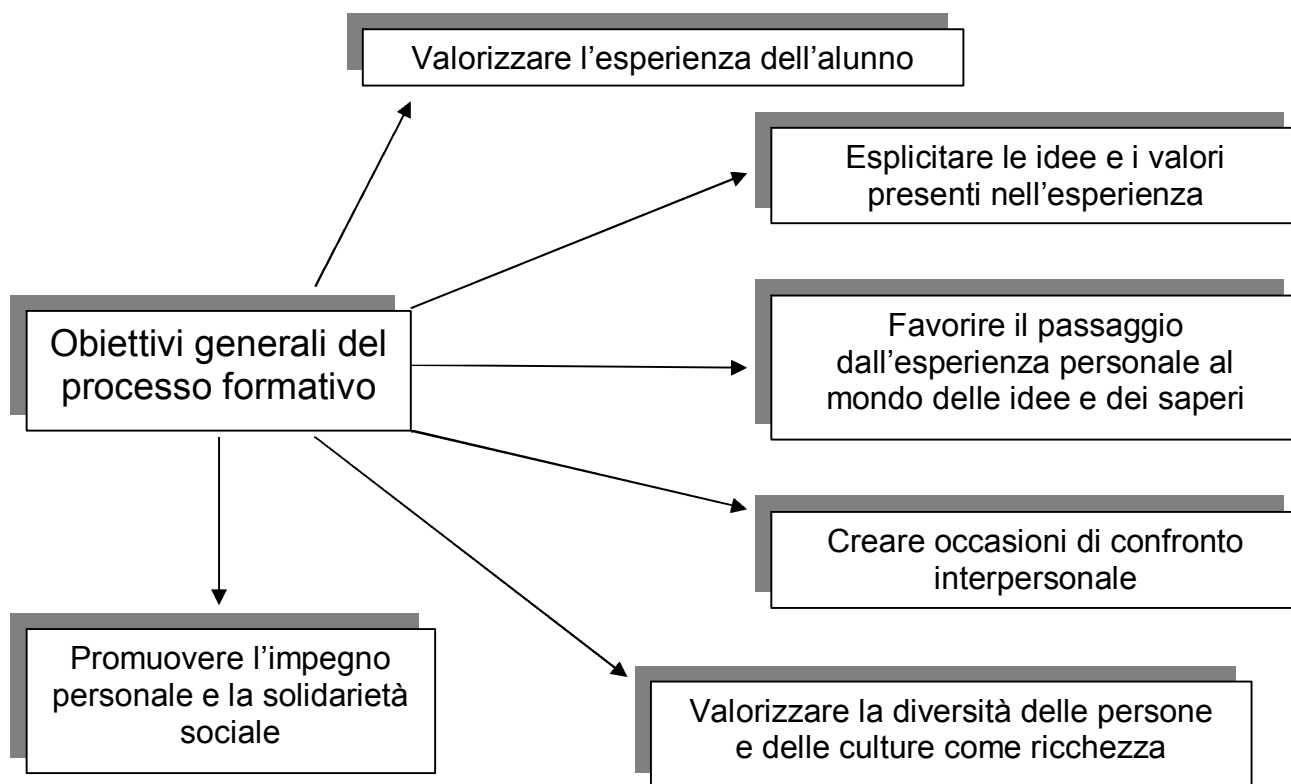 Valorizzare l’esperienza dell’alunno
Esplicitare le idee e i valori
presenti nell’esperienza
Obiettivi generali del
processo formativo
Favorire il passaggio
dall’esperienza personale al
mondo delle idee e dei saperi
Creare occasioni di confronto
interpersonale
Promuovere l’impegno
personale e la solidarietà
sociale
Valorizzare la diversità delle persone
e delle culture come ricchezza